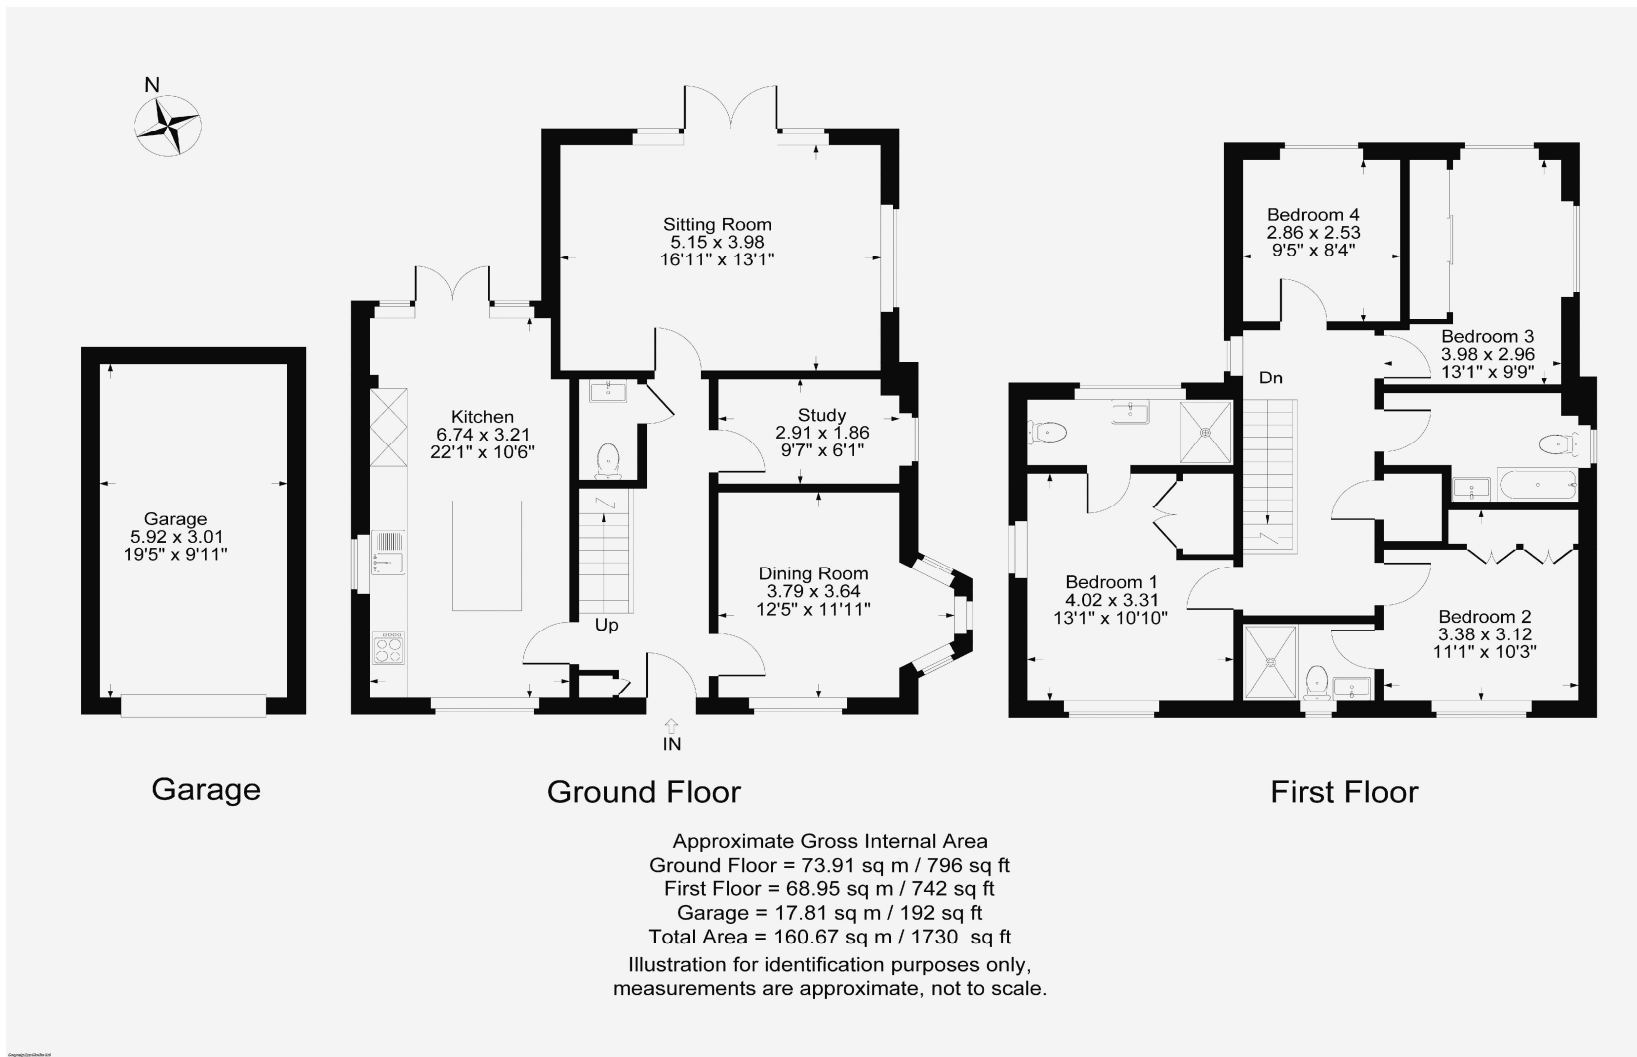 N
Sitting Room
5.15 x 3.98
16'11" x 13'1"
Kitchen
6.74 x 3.21
22'1" x 10'6"
Study
2.91 x 1.86
9'7" x 6'1"
Garage
5.92 x 3.01
19'5" x 9'11"
Dining Room
3.79 x 3.64
12'5" x 11'11"
Up
IN
Bedroom 4
2.86 x 2.53
9'5" x 8'4"
Bedroom 3
3.98 x 2.96
13'1" x 9'9"
Dn
Bedroom 1
4.02 x 3.31
13'1" x 10'10"
Bedroom 2
3.38 x 3.12
11'1" x 10'3"
Garage
Ground Floor
First Floor
Approximate Gross Internal Area
Ground Floor = 73.91 sq m / 796 sq ft
First Floor = 68.95 sq m / 742 sq ft
Garage = 17.81 sq m / 192 sq ft
Total Area = 160.67 sq m / 1730 sq ft
Illustration for identification purposes only,
measurements are approximate, not to scale.